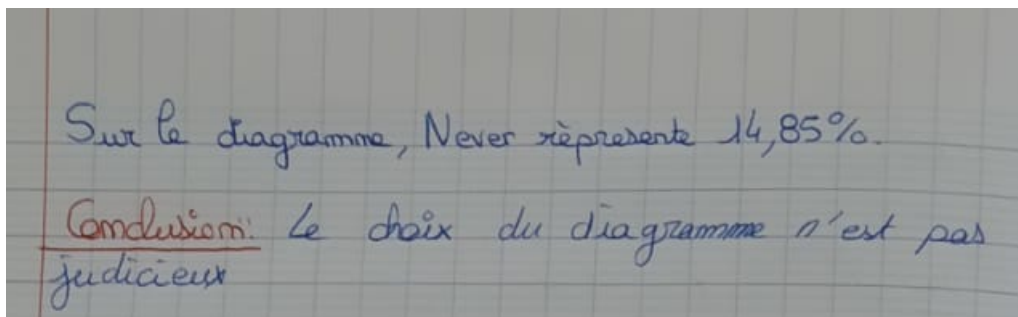 Sur le diagramme, Never rèpresente 14,85%.
Conclusion: Le choix du diagramme n'est pas
judicieux